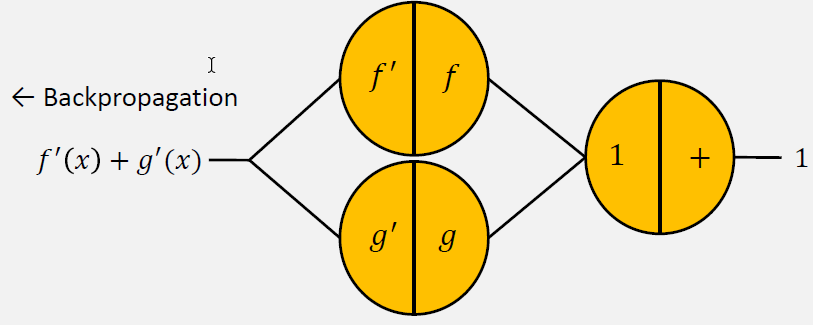 f′ f
← Backpropagation
f′(x) + g′(x) 1 + 1
g′ g